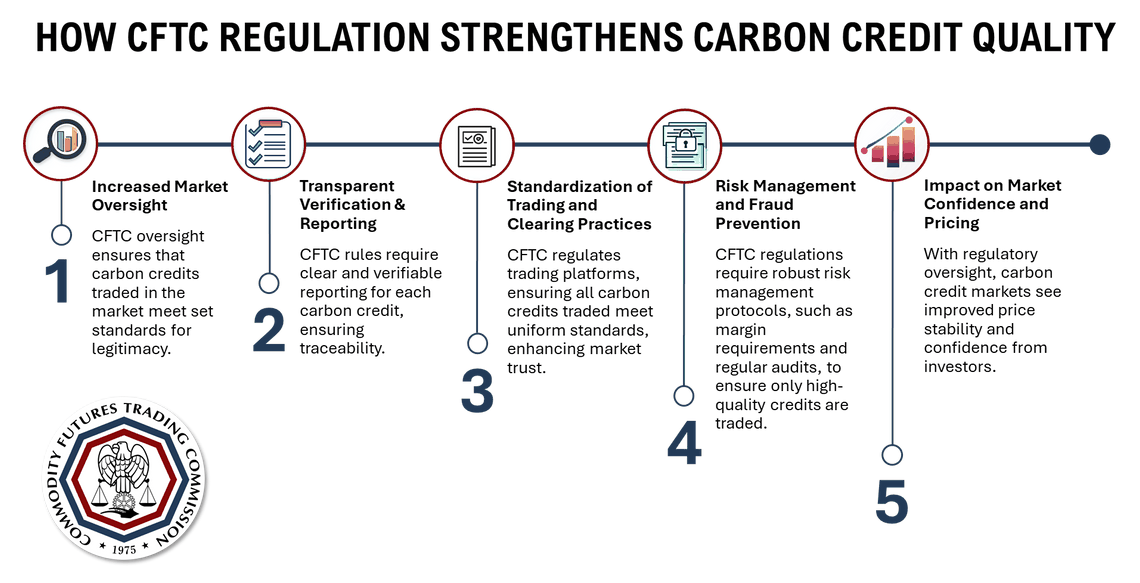 HOW CFTC REGULATION STRENGTHENS CARBON CREDIT QUALITY
Increased Market
Oversight
CFTC oversight
ensures that
carbon credits
traded in the
market meet set
standards for
legitimacy.
1
Transparent
Verification &
Reporting
CFTC rules require
clear and verifiable
reporting for each
carbon credit,
ensuring
traceability.
2
Standardization of
Trading and
Clearing Practices
CFTC regulates
trading platforms,
ensuring all carbon
credits traded meet
uniform standards,
enhancing market
trust.
3
Risk Management
and Fraud
Prevention
CFTC regulations
require robust risk
management
protocols, such as
margin
requirements and
regular audits, to
ensure only high-
quality credits are
traded.
4
Impact on Market
Confidence and
Pricing
With regulatory
oversight, carbon
credit markets see
improved price
stability and
confidence from
investors.
5
COMMODITY FUTURES TRADING COMMISSION
★ 1975 ★